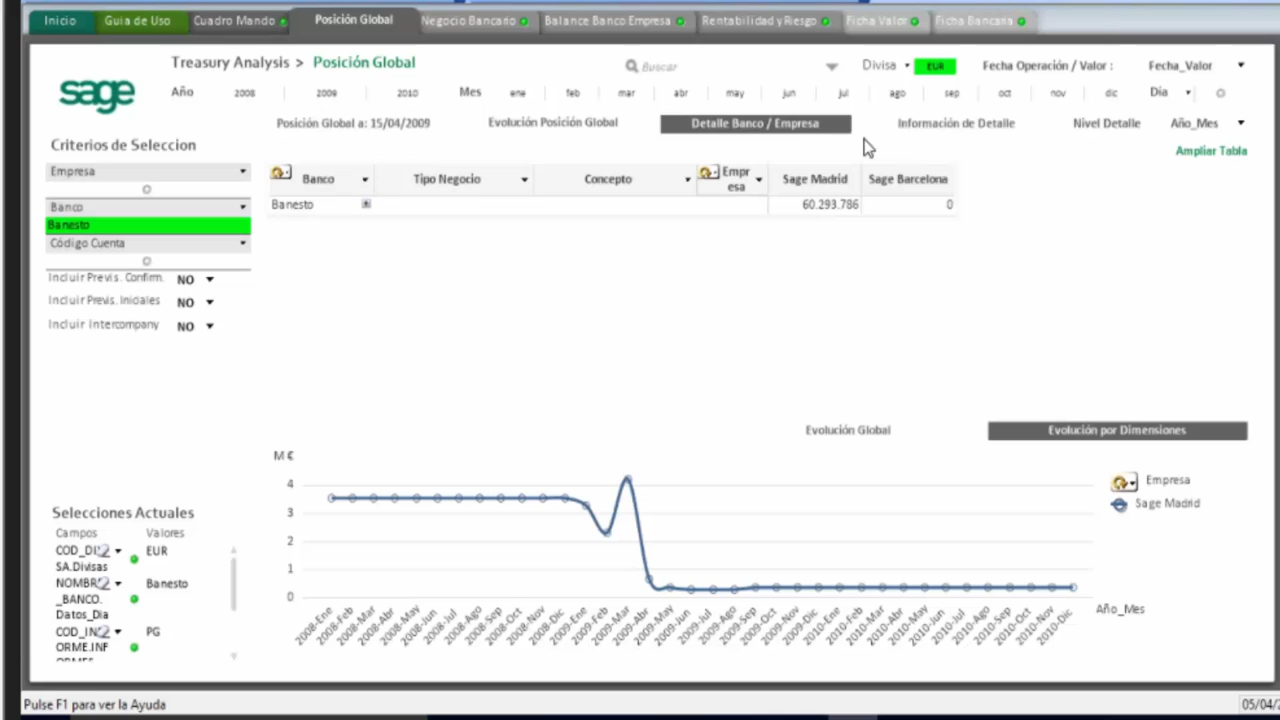 Inicio Guia de Uso Cuadro Mando Posición Global Negocio Bancario Balance Banco Empresa Rentabilidad y Riesgo Ficha Valor Ficha Bancaria
sage
Treasury Analysis > Posición Global
Buscar
Divisa EUR
Fecha Operación / Valor : Fecha_Valor
Año 2008 2009 2010 Mes ene feb mar abr may jun jul ago sep oct nov dic Día
Posición Global a: 15/04/2009 Evolución Posición Global Detalle Banco / Empresa Información de Detalle Nivel Detalle Año_Mes
Ampliar Tabla
Criterios de Seleccion
Empresa
Banco
Banesto
Código Cuenta
Incluir Previs. Confirm. NO
Incluir Previs. Iniciales NO
Incluir Intercompany NO
Banco Tipo Negocio Concepto Empr
esa Sage Madrid Sage Barcelona
Banesto 60.293.786 0
Evolución Global Evolución por Dimensiones
M €
4
3
2
1
0
2008-Ene 2008-Feb 2008-Mar 2008-Abr 2008-May 2008-Jun 2008-Jul 2008-Ago 2008-Sep 2008-Oct 2008-Nov 2008-Dic 2009-Ene 2009-Feb 2009-Mar 2009-Abr 2009-May 2009-Jun 2009-Jul 2009-Ago 2009-Sep 2009-Oct 2009-Nov 2009-Dic 2010-Ene 2010-Feb 2010-Mar 2010-Abr 2010-May 2010-Jun 2010-Jul 2010-Ago 2010-Sep 2010-Oct 2010-Nov 2010-Dic
Año_Mes
Empresa
Sage Madrid
Selecciones Actuales
Campos Valores
EUR
SA.Divisas
NOMBR Banesto
_BANCO.
Datos_Dia
COD_IN PG
ORME.INF
Pulse F1 para ver la Ayuda